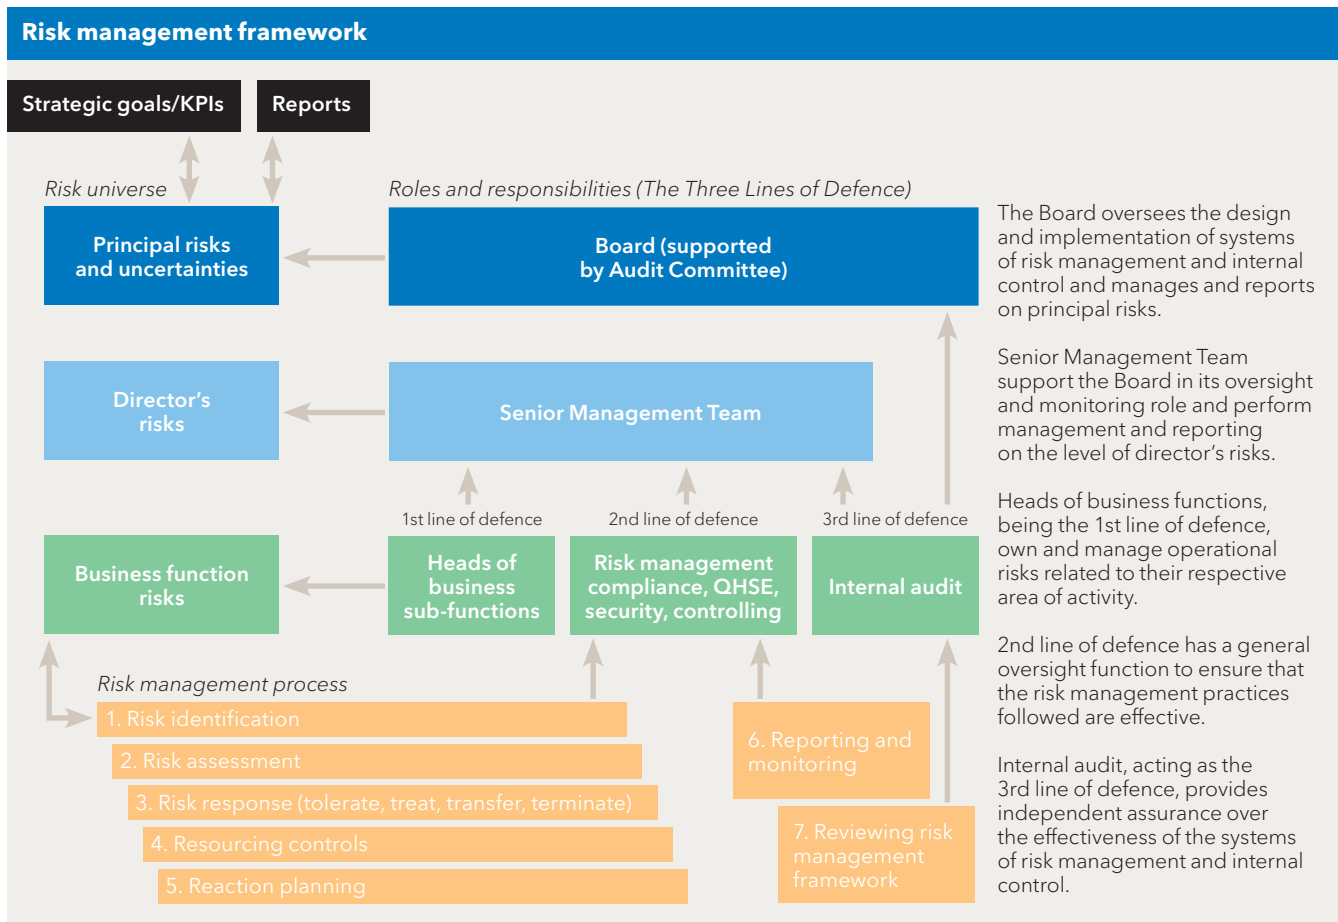 Risk management framework
Strategic goals/KPIs
Reports
Risk universe
Roles and responsibilities (The Three Lines of Defence)
Principal risks
and uncertainties
Board (supported
by Audit Committee)
The Board oversees the design
and implementation of systems
of risk management and internal
control and manages and reports
on principal risks.
Director's
risks
Senior Management Team
Senior Management Team
support the Board in its oversight
and monitoring role and perform
management and reporting
on the level of director's risks.
1st line of defence
2nd line of defence
3rd line of defence
Business function
risks
Heads of
business
sub-functions
Risk management
compliance, QHSE,
security, controlling
Internal audit
Heads of business functions,
being the 1st line of defence,
own and manage operational
risks related to their respective
area of activity.
2nd line of defence has a general
oversight function to ensure that
the risk management practices
followed are effective.
Risk management process
1. Risk identification
2. Risk assessment
3. Risk response (tolerate, treat, transfer, terminate)
4. Resourcing controls
5. Reaction planning
6. Reporting and
monitoring
7. Reviewing risk
management
framework
Internal audit, acting as the
3rd line of defence, provides
independent assurance over
the effectiveness of the systems
of risk management and internal
control.